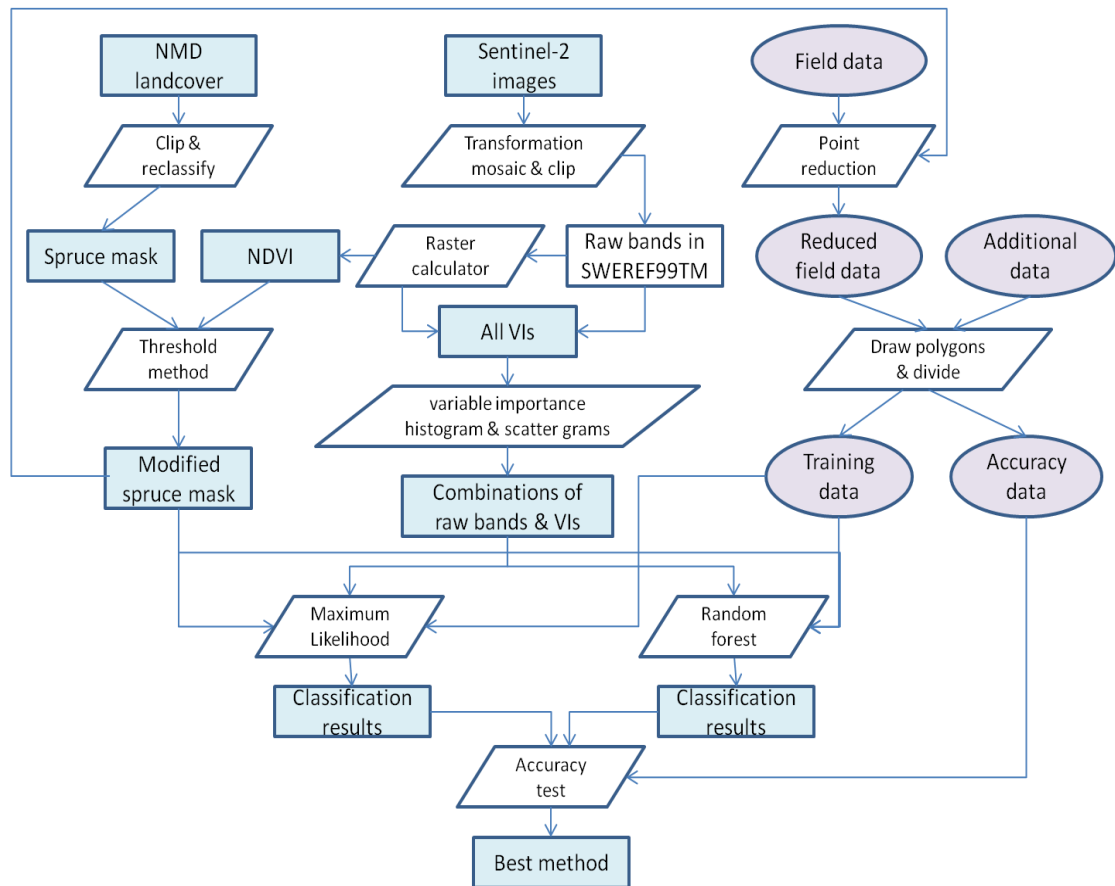 NMD
landcover
Sentinel-2
images
Field data
Clip &
reclassify
Transformation
mosaic & clip
Point
reduction
Spruce mask
NDVI
Raster
calculator
Raw bands in
SWEREF99TM
Reduced
field data
Additional
data
Threshold
method
All VIs
Draw polygons
& divide
variable importance
histogram & scatter grams
Modified
spruce mask
Combinations of
raw bands & VIs
Training
data
Accuracy
data
Maximum
Likelihood
Random
forest
Classification
results
Classification
results
Accuracy
test
Best method